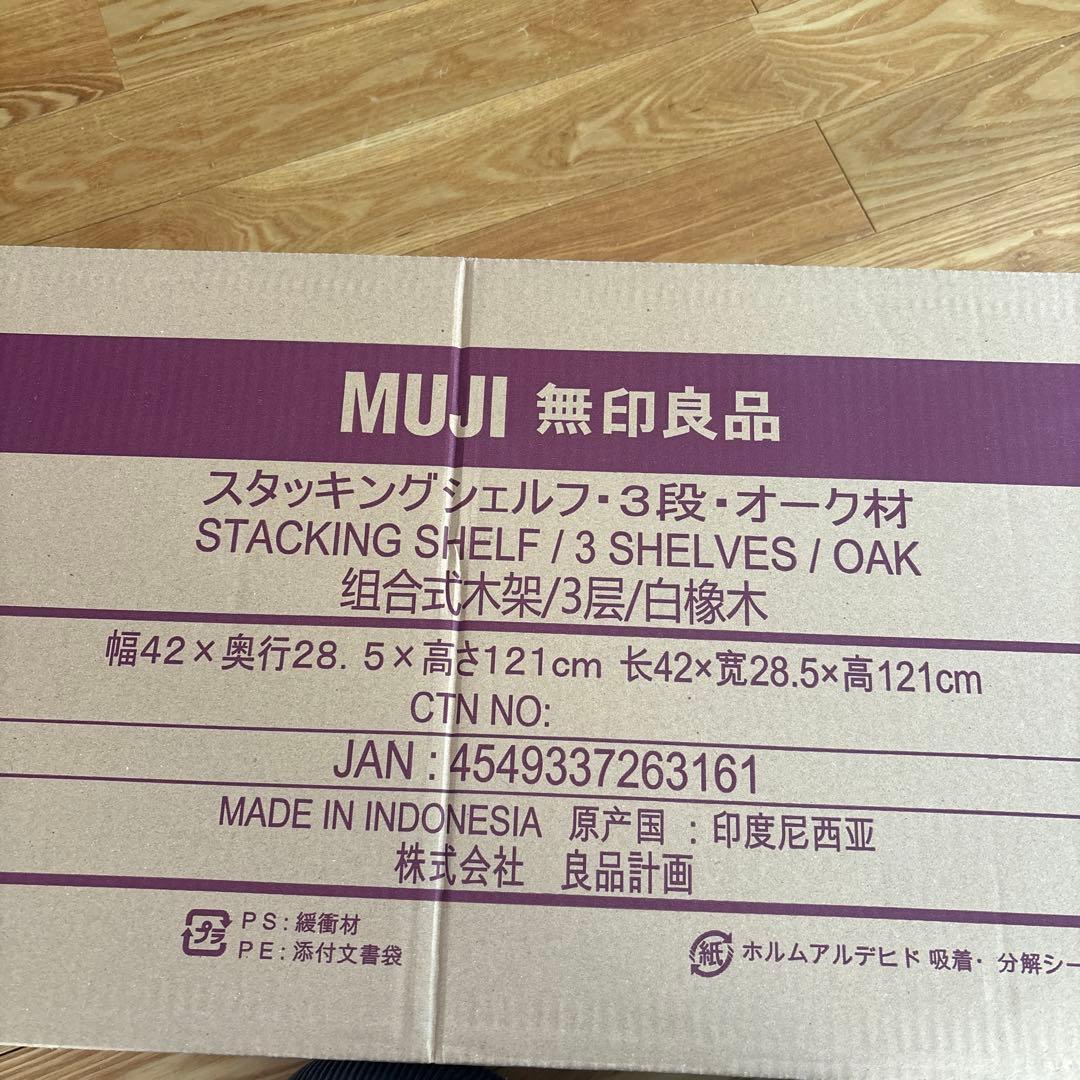 MUJI 無印良品
スタッキングシェルフ・3段・オーク材
STACKING SHELF / 3 SHELVES / OAK
组合式木架/3层/白橡木
幅42×奥行28.5×高さ121cm 长42×宽28.5×高121cm
CTN NO:
JAN : 4549337263161
MADE IN INDONESIA 原产国 : 印度尼西亚
株式会社 良品計画
プラ
PS:緩衝材
PE:添付文書袋
紙 ホルムアルデヒド 吸着・分解シー